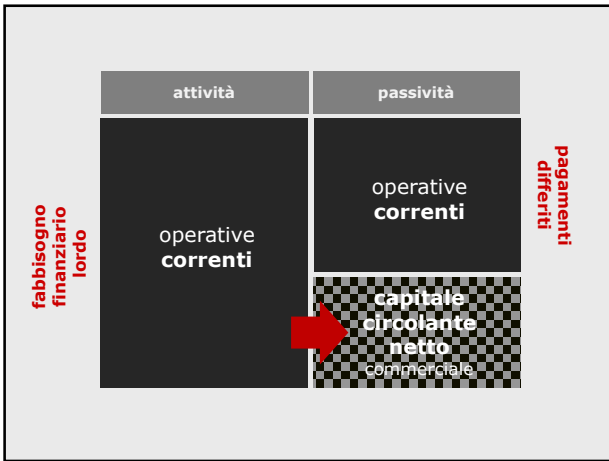 attività
passività
fabbisogno
finanziario
lordo
operative
correnti
operative
correnti
capitale
circolante
netto
commerciale
pagamenti
differiti